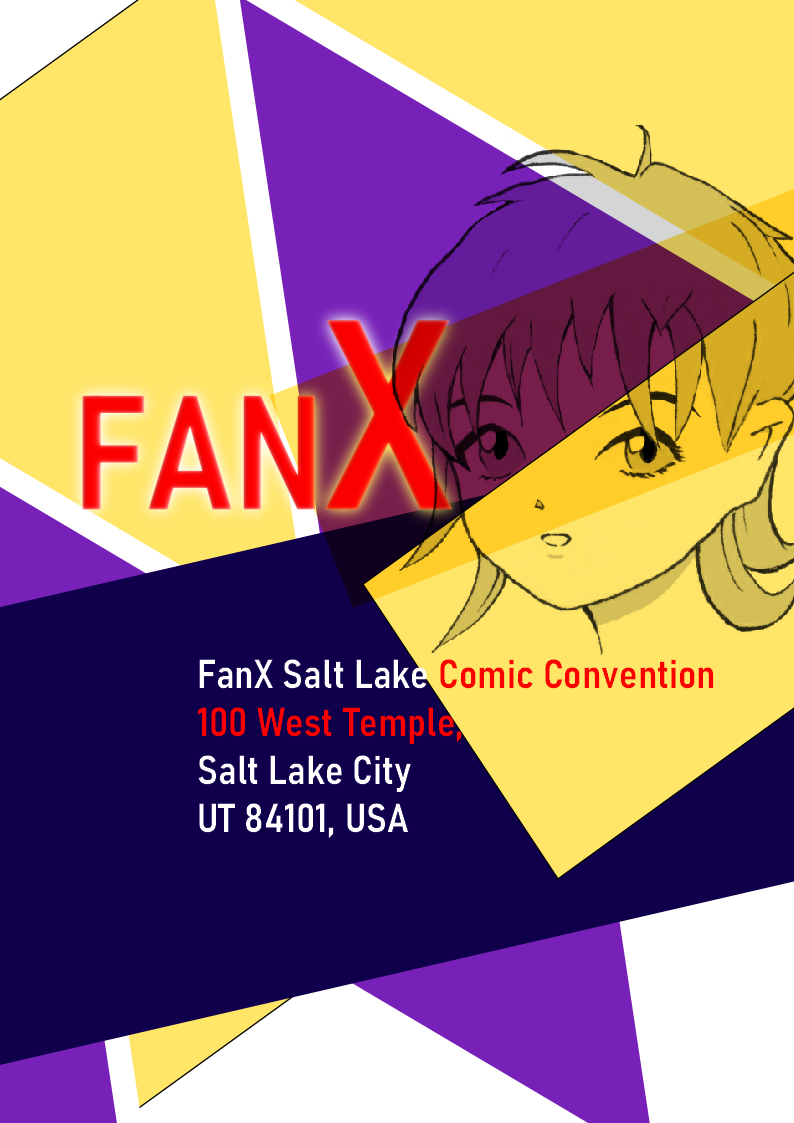 FANX
FanX Salt Lake Comic Convention
100 West Temple,
Salt Lake City
UT 84101, USA